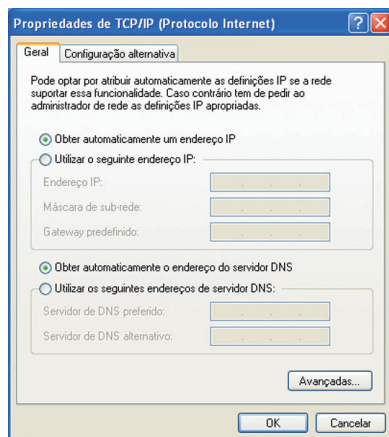 Propriedades de TCP/IP (Protocolo Internet)
Geral Configuração alternativa
Pode optar por atribuir automaticamente as definições IP se a rede
suportar essa funcionalidade. Caso contrário tem de pedir ao
administrador de rede as definições IP apropriadas.
Obter automaticamente um endereço IP
Utilizar o seguinte endereço IP:
Endereço IP:
Máscara de sub-rede:
Gateway predefinido:
Obter automaticamente o endereço do servidor DNS
Utilizar os seguintes endereços de servidor DNS:
Servidor de DNS preferido:
Servidor de DNS alternativo:
Avançadas...
OK Cancelar